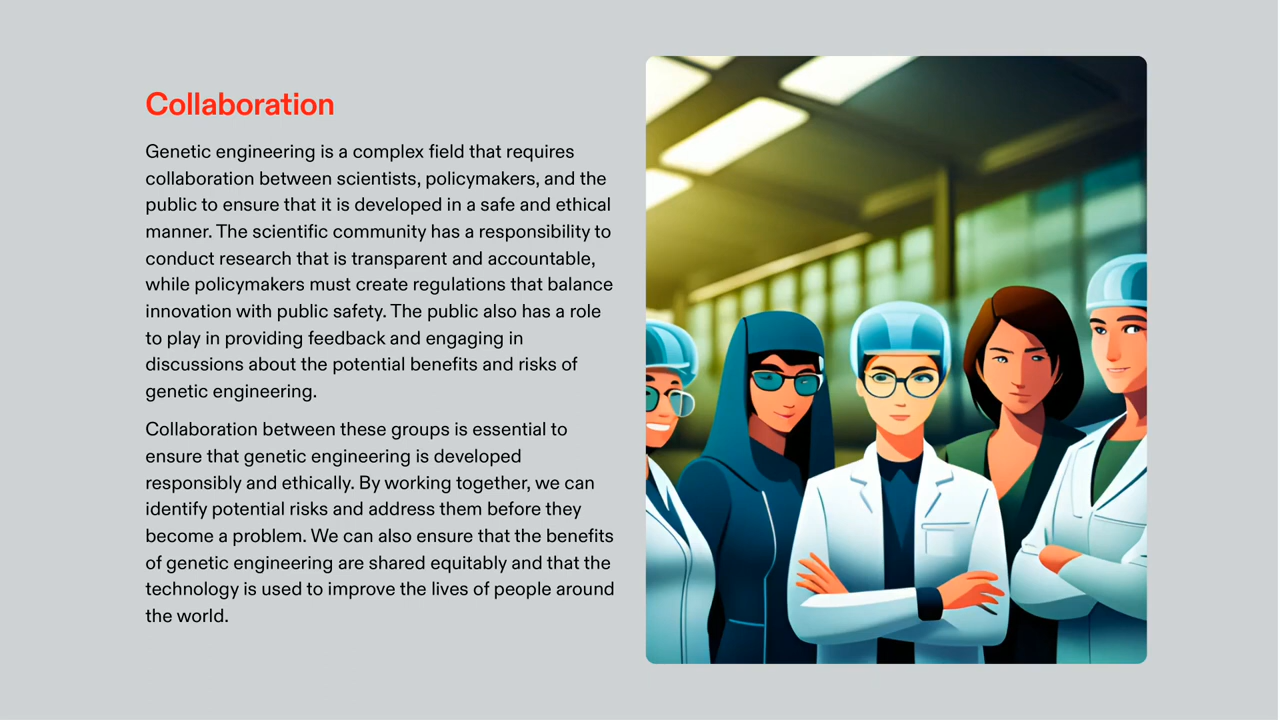 Collaboration
Genetic engineering is a complex field that requires
collaboration between scientists, policymakers, and the
public to ensure that it is developed in a safe and ethical
manner. The scientific community has a responsibility to
conduct research that is transparent and accountable,
while policymakers must create regulations that balance
innovation with public safety. The public also has a role
to play in providing feedback and engaging in
discussions about the potential benefits and risks of
genetic engineering.
Collaboration between these groups is essential to
ensure that genetic engineering is developed
responsibly and ethically. By working together, we can
identify potential risks and address them before they
become a problem. We can also ensure that the benefits
of genetic engineering are shared equitably and that the
technology is used to improve the lives of people around
the world.